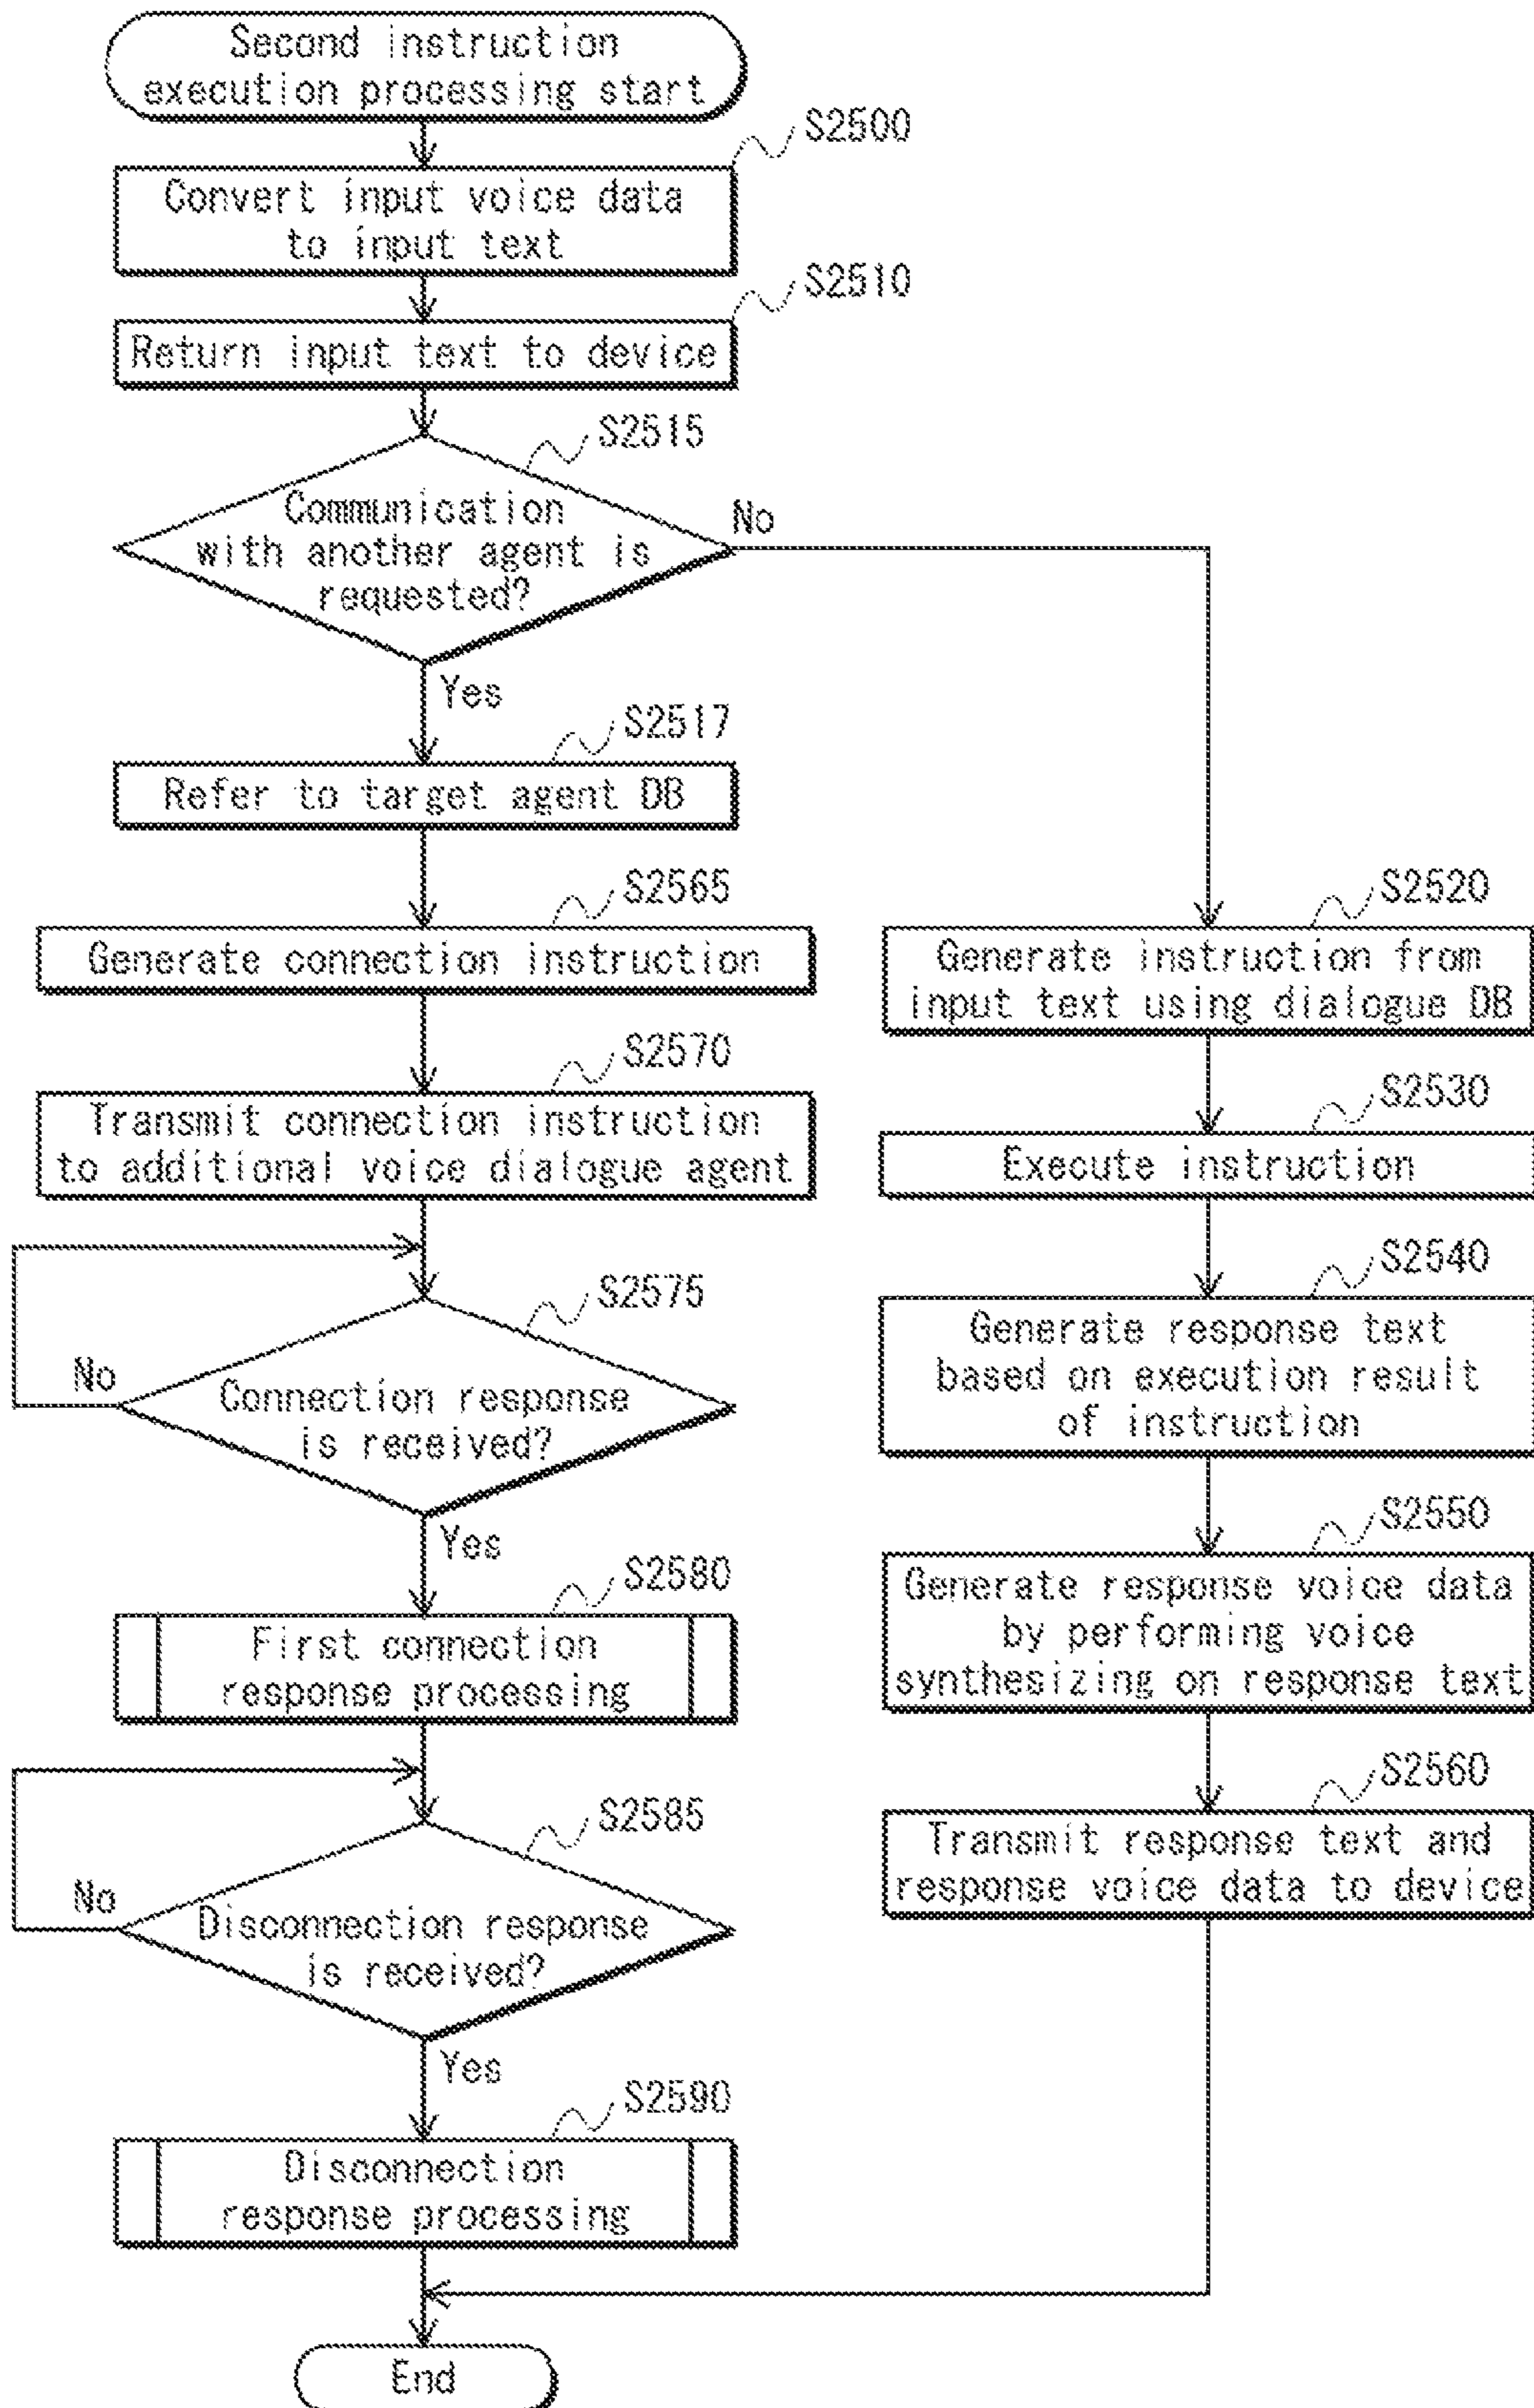 Second instruction
execution processing start
S2500
Convert input voice data
to input text
S2510
Return input text to device
S2515
Communication
with another agent is
requested?
No
Yes
S2517
Refer to target agent DB
S2565
Generate connection instruction
S2570
Transmit connection instruction
to additional voice dialogue agent
S2575
Connection response
is received?
No
Yes
S2580
First connection
response processing
S2585
Disconnection response
is received?
No
Yes
S2590
Disconnection
response processing
S2520
Generate instruction from
input text using dialogue DB
S2530
Execute instruction
S2540
Generate response text
based on execution result
of instruction
S2550
Generate response voice data
by performing voice
synthesizing on response text
S2560
Transmit response text and
response voice data to device
End